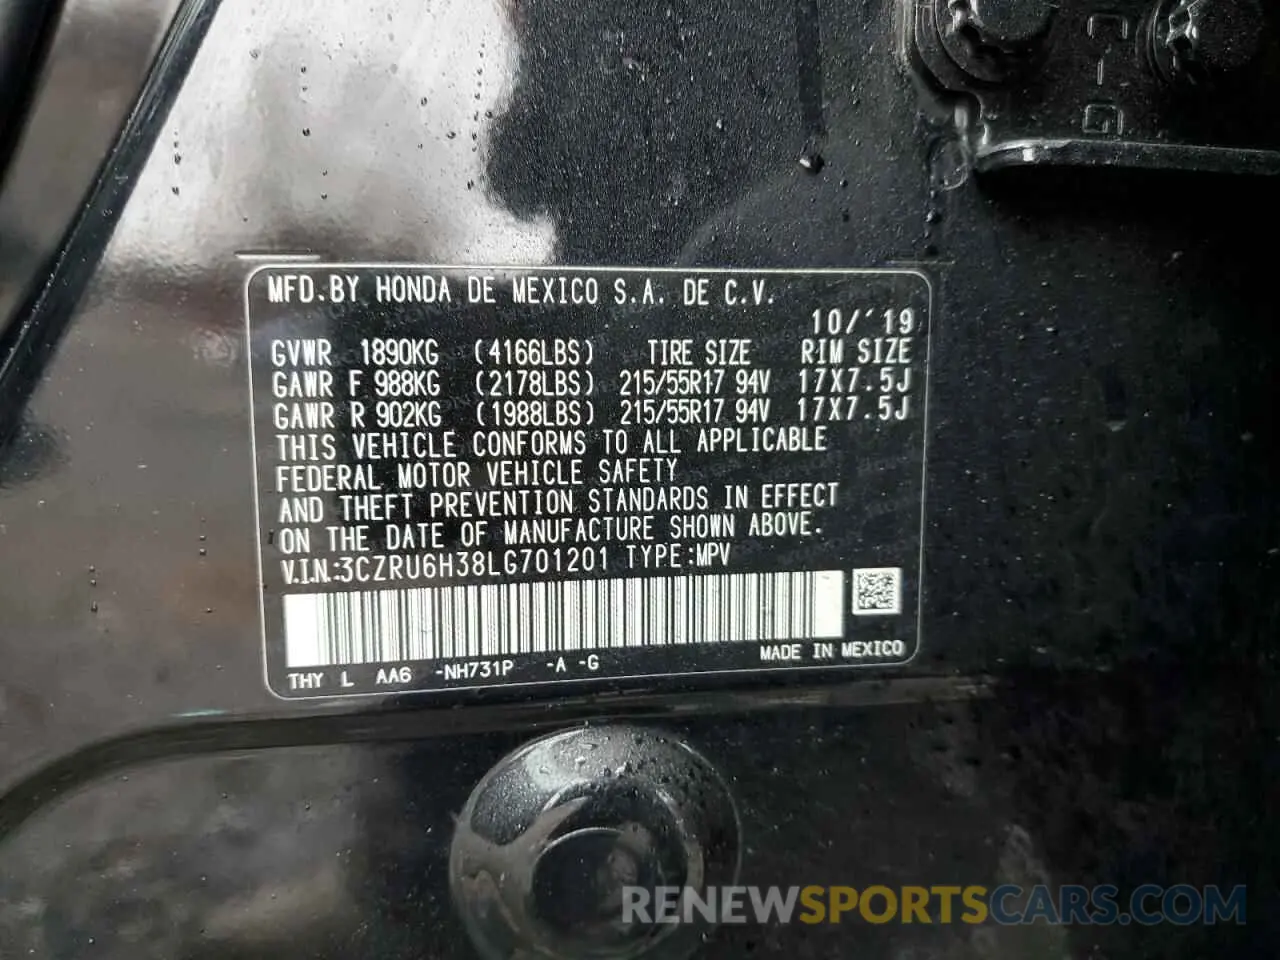 MFD.BY HONDA DE MEXICO S.A. DE C.V.
10/'19
GVWR 1890KG (4166LBS) TIRE SIZE RIM SIZE
GAWR F 988KG (2178LBS) 215/55R17 94V 17X7.5J
GAWR R 902KG (1988LBS) 215/55R17 94V 17X7.5J
THIS VEHICLE CONFORMS TO ALL APPLICABLE
FEDERAL MOTOR VEHICLE SAFETY
AND THEFT PREVENTION STANDARDS IN EFFECT
ON THE DATE OF MANUFACTURE SHOWN ABOVE.
V.I.N.:3CZRU6H38LG701201 TYPE:MPV
THY L AA6 -NH731P -A -G MADE IN MEXICO
RENEWSPORTSCARS.COM